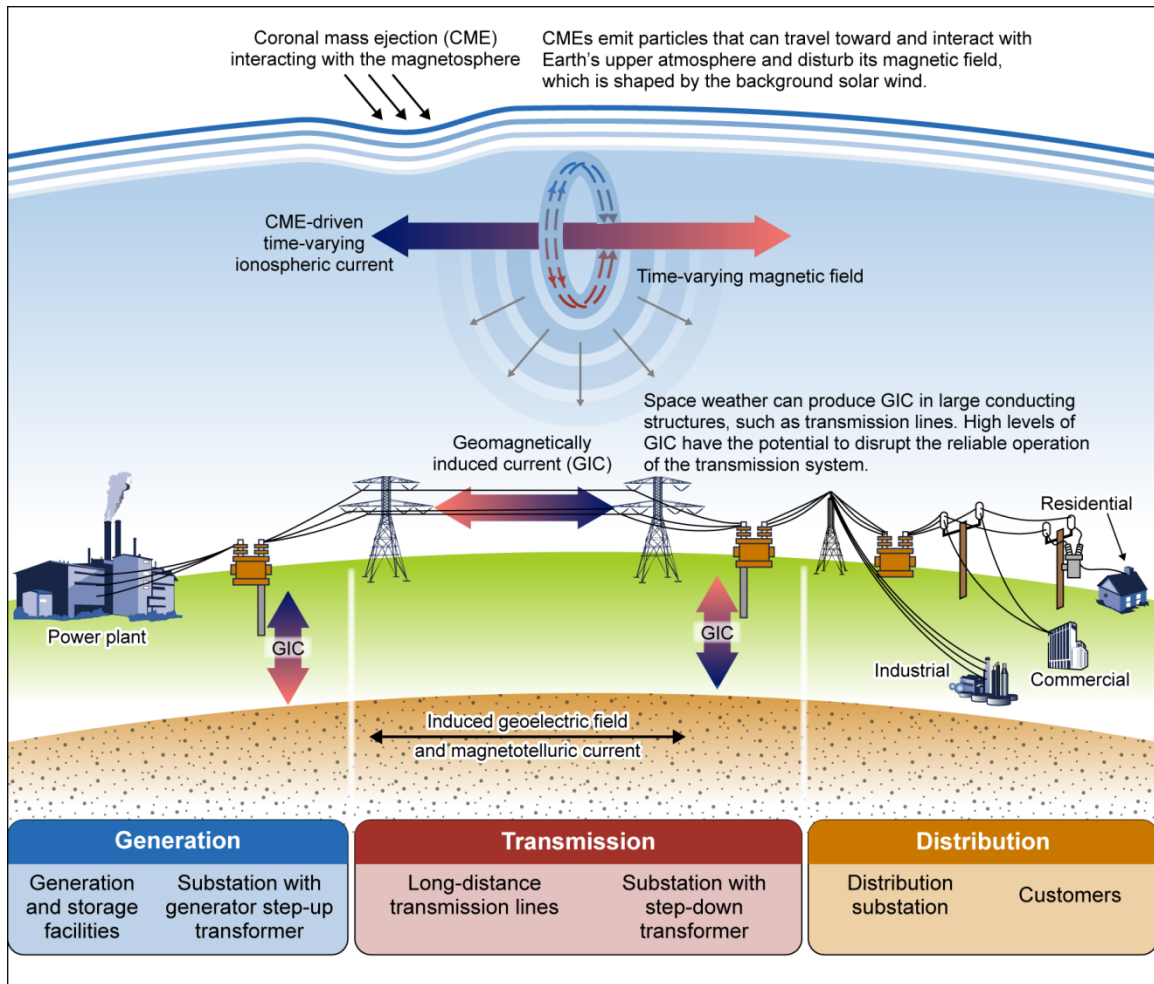 Coronal mass ejection (CME)
interacting with the magnetosphere
CMEs emit particles that can travel toward and interact with
Earth's upper atmosphere and disturb its magnetic field,
which is shaped by the background solar wind.
CME-driven
time-varying
ionospheric current
Time-varying magnetic field
Space weather can produce GIC in large conducting
structures, such as transmission lines. High levels of
GIC have the potential to disrupt the reliable operation
of the transmission system.
Geomagnetically
induced current (GIC)
Residential
Power plant
GIC
GIC
Industrial
Commercial
Induced geoelectric field
and magnetotelluric current
Generation
Generation
and storage
facilities
Substation with
generator step-up
transformer
Transmission
Long-distance
transmission lines
Substation with
step-down
transformer
Distribution
Distribution
substation
Customers